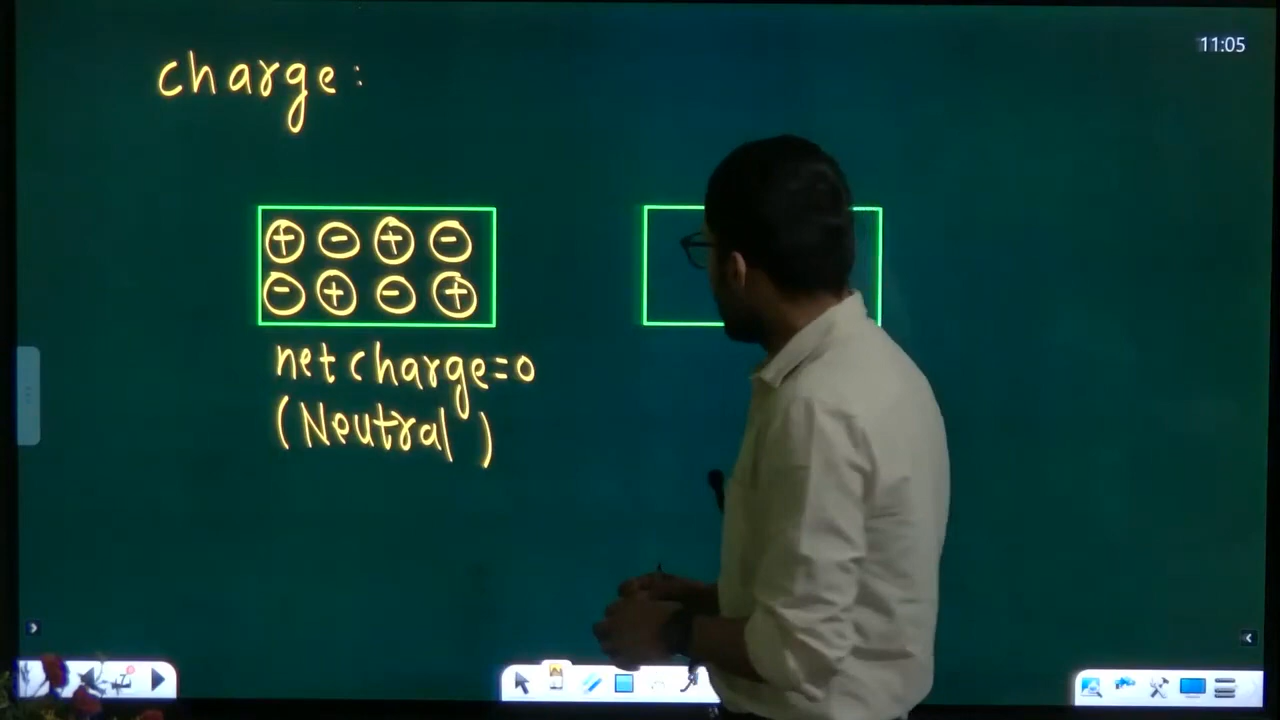 charge:
11:05
+ - + -
- + - +
net charge=0
(Neutral)